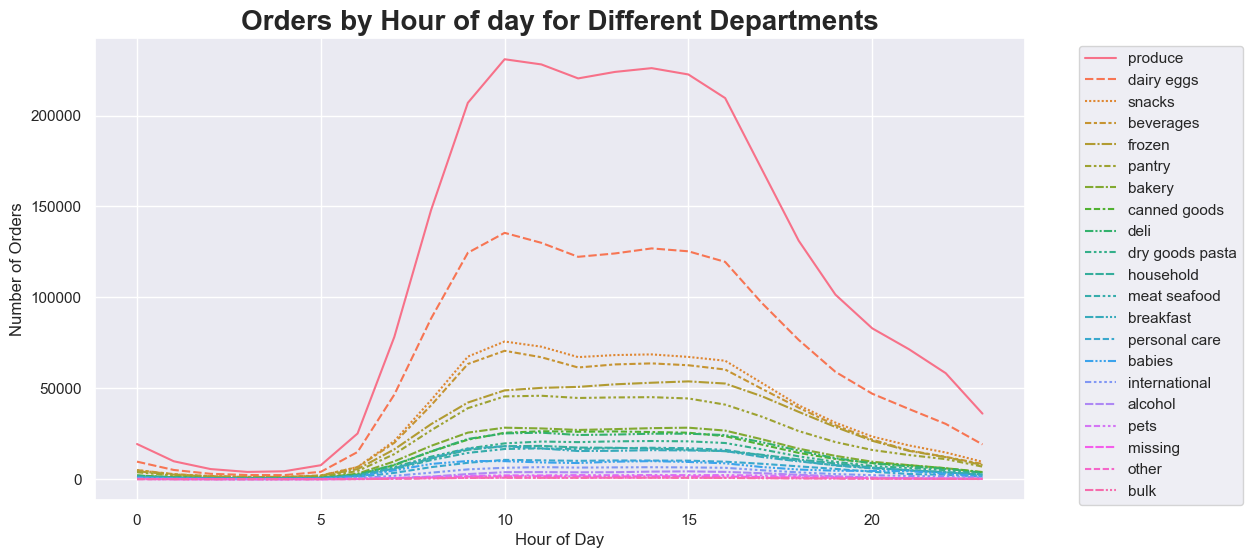 Orders by Hour of day for Different Departments
Number of Orders
200000
150000
100000
50000
0
0 5 10 15 20
Hour of Day
produce
dairy eggs
snacks
beverages
frozen
pantry
bakery
canned goods
deli
dry goods pasta
household
meat seafood
breakfast
personal care
babies
international
alcohol
pets
missing
other
bulk